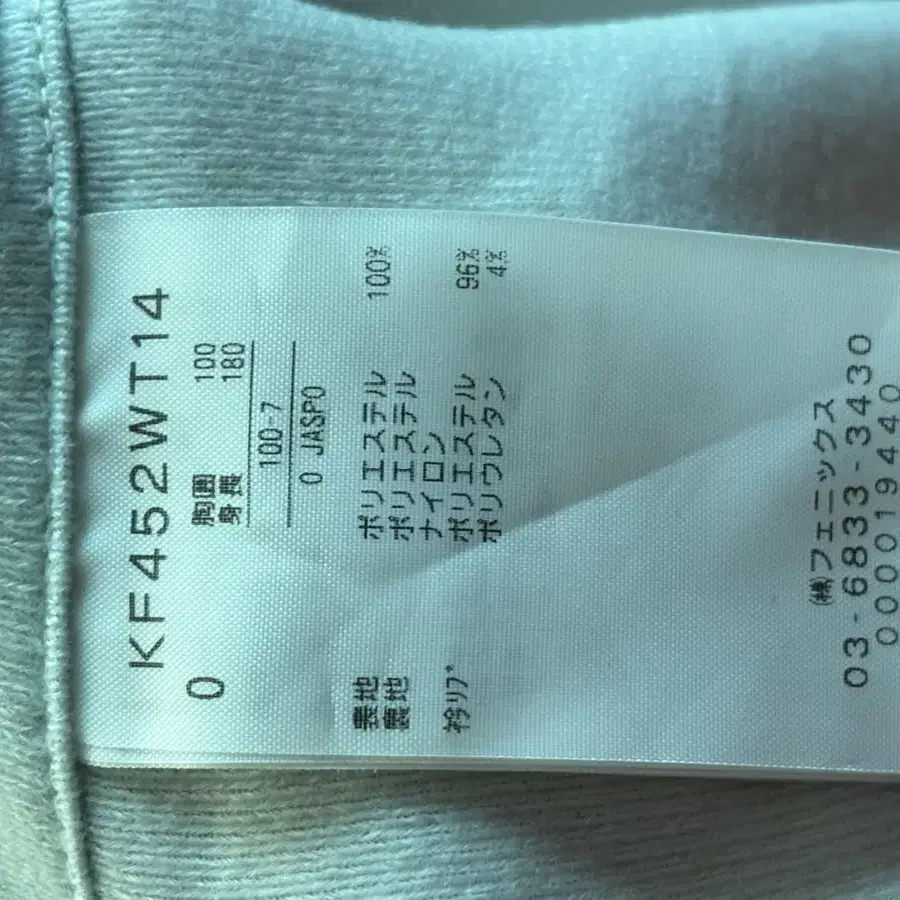 KF452WT14
0 胸囲 100
身長 180
100-7
0 JASPO
表地 ポリエステル 100%
裏地 ポリエステル
ナイロン
衿リブ ポリエステル 96%
ポリウレタン 4%
(株)フェニックス
03-6833-3430
000019440